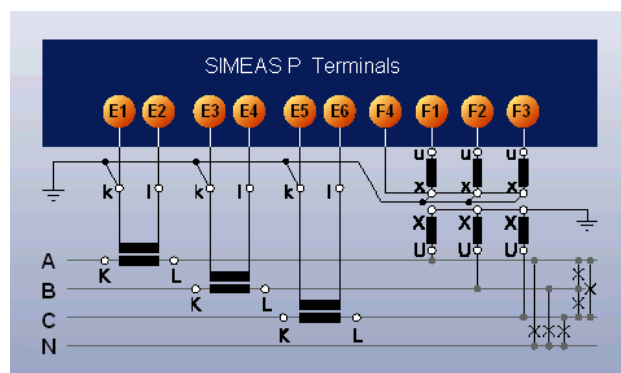 SIMEAS P Terminals
E1 E2 E3 E4 E5 E6 F4 F1 F2 F3
u u u
k l k l k l x x x
X X X
U U U
A K L
B K L
C K L
N